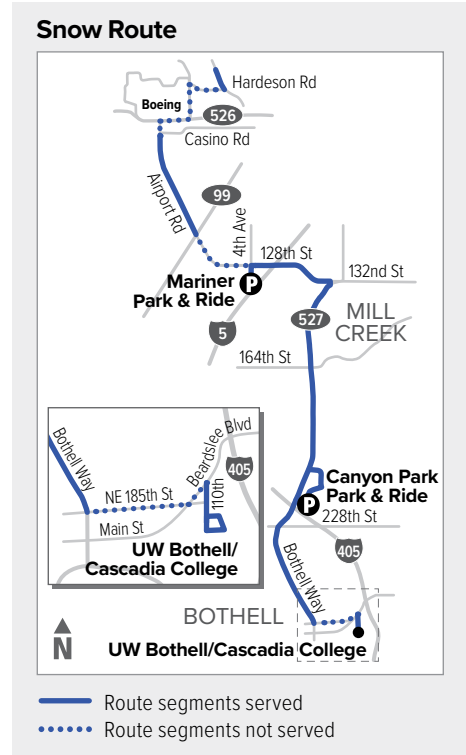 Snow Route
Hardeson Rd
Boeing
526
Casino Rd
Airport Rd
99
4th Ave
128th St
132nd St
Mariner
Park & Ride
P
527
MILL
CREEK
5
164th St
Bothell Way
Beardslee Blvd
405
NE 185th St
110th
Main St
UW Bothell/
Cascadia College
Canyon Park
Park & Ride
P
228th St
405
Bothell Way
BOTHELL
N
UW Bothell/Cascadia College
Route segments served
Route segments not served